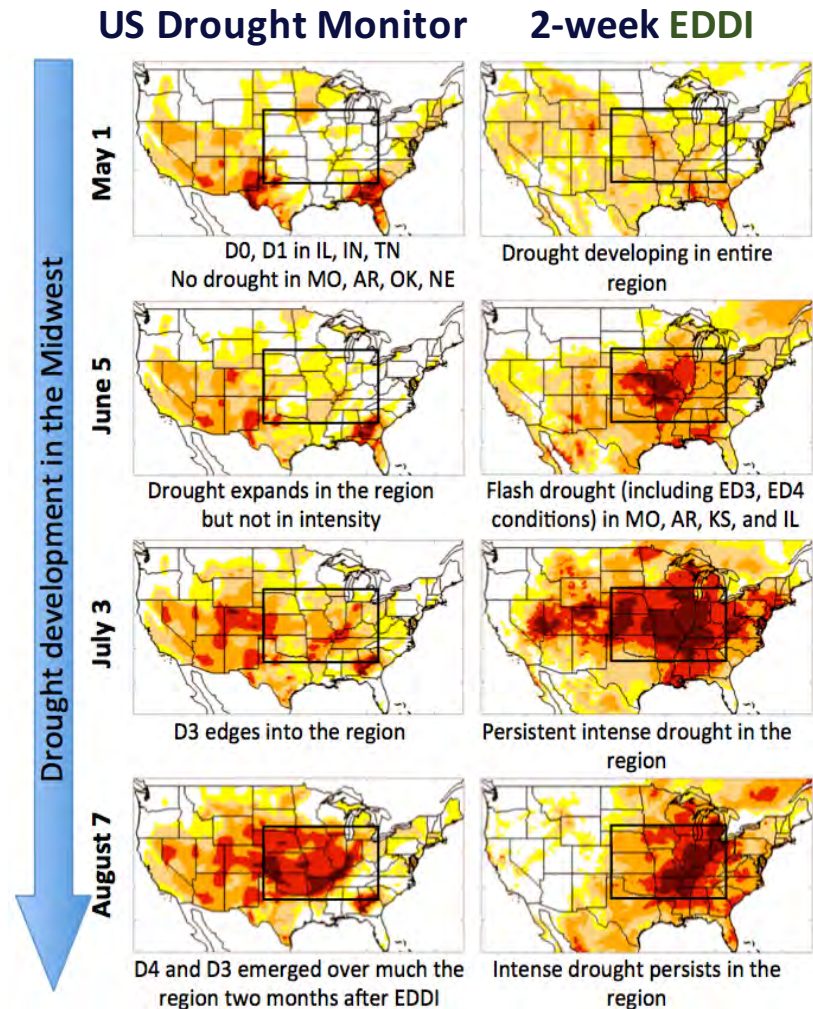 US Drought Monitor
2-week EDDI
Drought development in the Midwest
May 1
D0, D1 in IL, IN, TN
No drought in MO, AR, OK, NE
Drought developing in entire
region
June 5
Drought expands in the region
but not in intensity
Flash drought (including ED3, ED4
conditions) in MO, AR, KS, and IL
July 3
D3 edges into the region
Persistent intense drought in the
region
August 7
D4 and D3 emerged over much the
region two months after EDDI
Intense drought persists in the
region